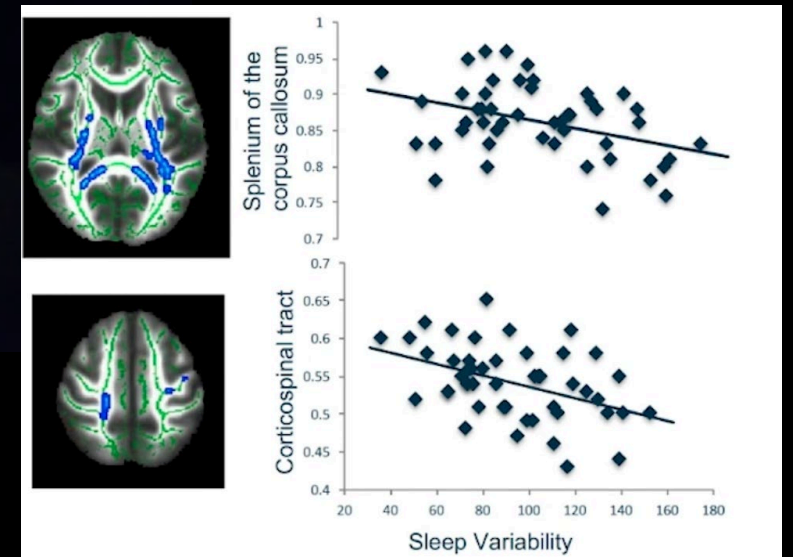 Splenium of the
corpus callosum
1
0.95
0.9
0.85
0.8
0.75
0.7
Corticospinal tract
0.7
0.65
0.6
0.55
0.5
0.45
0.4
20 40 60 80 100 120 140 160 180
Sleep Variability